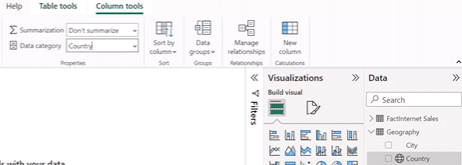 Help Table tools Column tools
Summarization Don't summarize
Data category Country
Sort by column
Data groups
Manage relationships
New column
Properties Sort Groups Relationships Calculations
Visualizations
Data
Build visual
Search
Filters
FactInternet Sales
Geography
City
Country
with your data